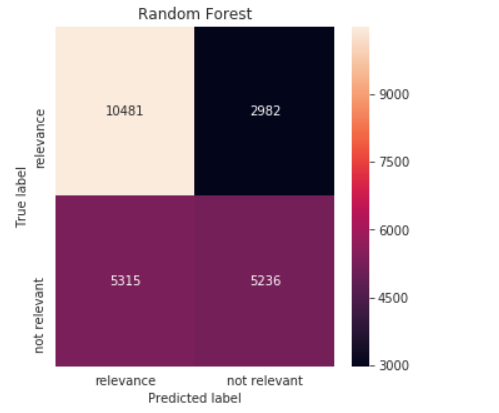 Random Forest
True label
relevance
not relevant
10481
2982
5315
5236
relevance
not relevant
Predicted label
9000
7500
6000
4500
3000